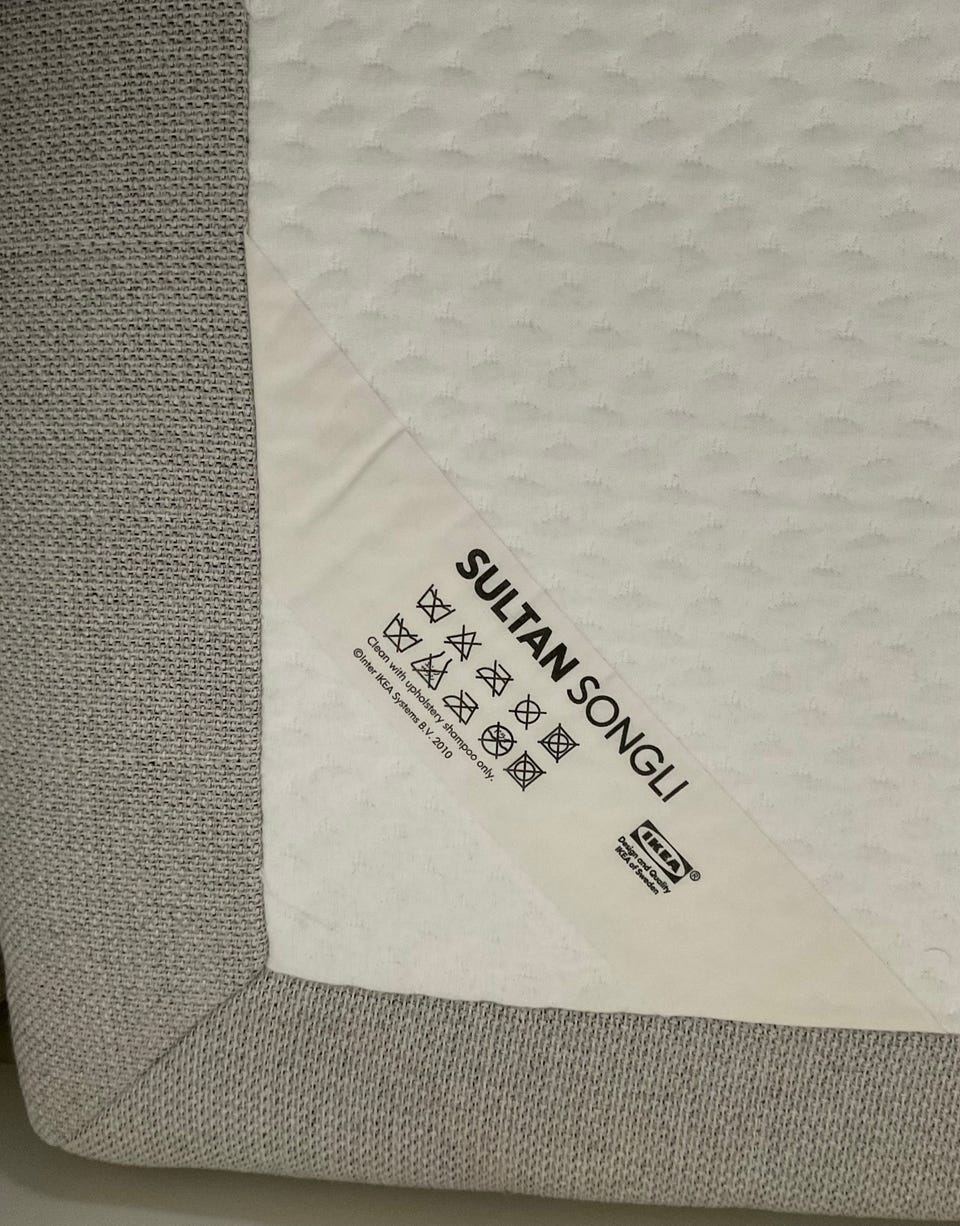 SULTAN SONGLI
Clean with upholstery shampoo only.
©Inter IKEA Systems B.V. 2010
IKEA®
Design and Quality
IKEA of Sweden